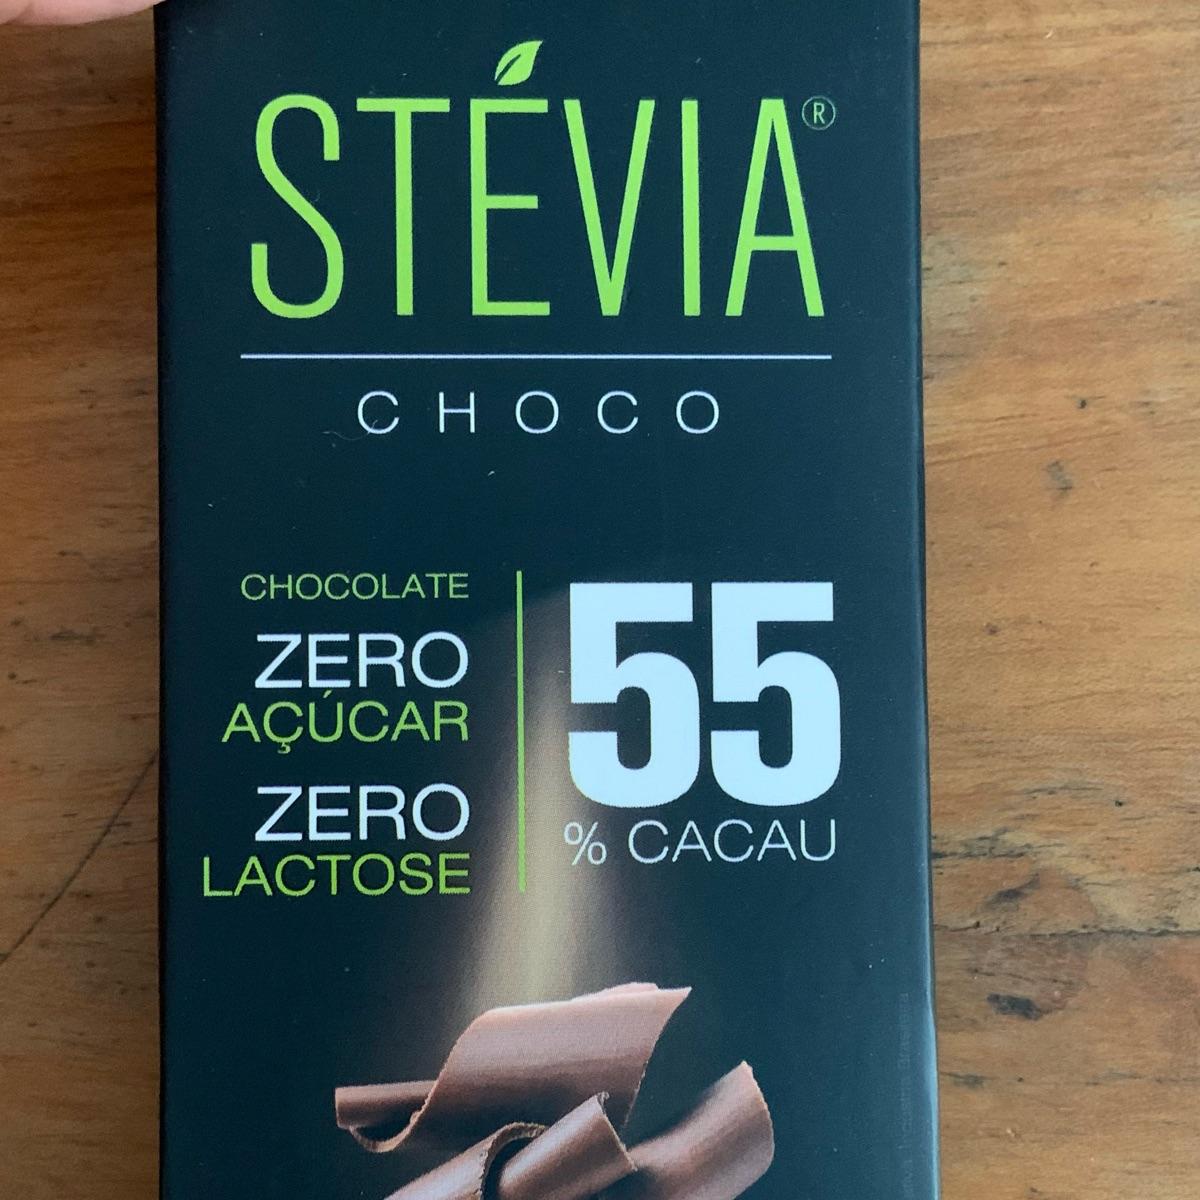 STÉVIA®
CHOCO
CHOCOLATE
ZERO
AÇÚCAR
ZERO
LACTOSE
55
% CACAU